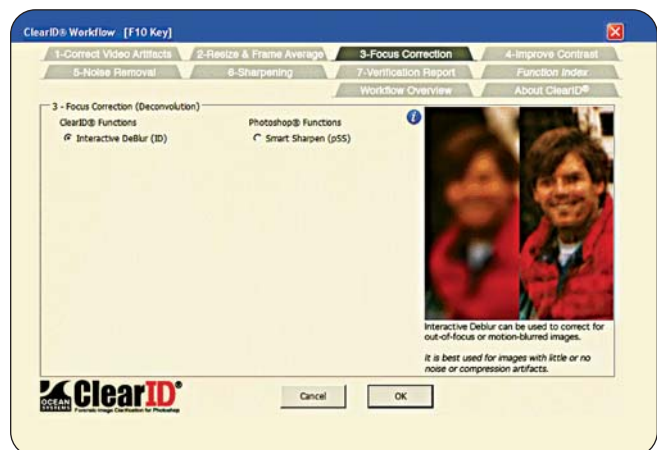 ClearID® Workflow [F10 Key]
1-Correct Video Artifacts 2-Resize & Frame Average 3-Focus Correction 4-Improve Contrast
5-Noise Removal 6-Sharpening 7-Verification Report Function Index
Workflow Overview About ClearID®
3 - Focus Correction (Deconvolution)
ClearID® Functions Photoshop® Functions
Interactive DeBlur (ID) Smart Sharpen (pSS)
Interactive Deblur can be used to correct for
out-of-focus or motion-blurred images.
It is best used for images with little or no
noise or compression artifacts.
OCEAN SYSTEMS ClearID®
Forensic Image Clarification for Photoshop
Cancel OK